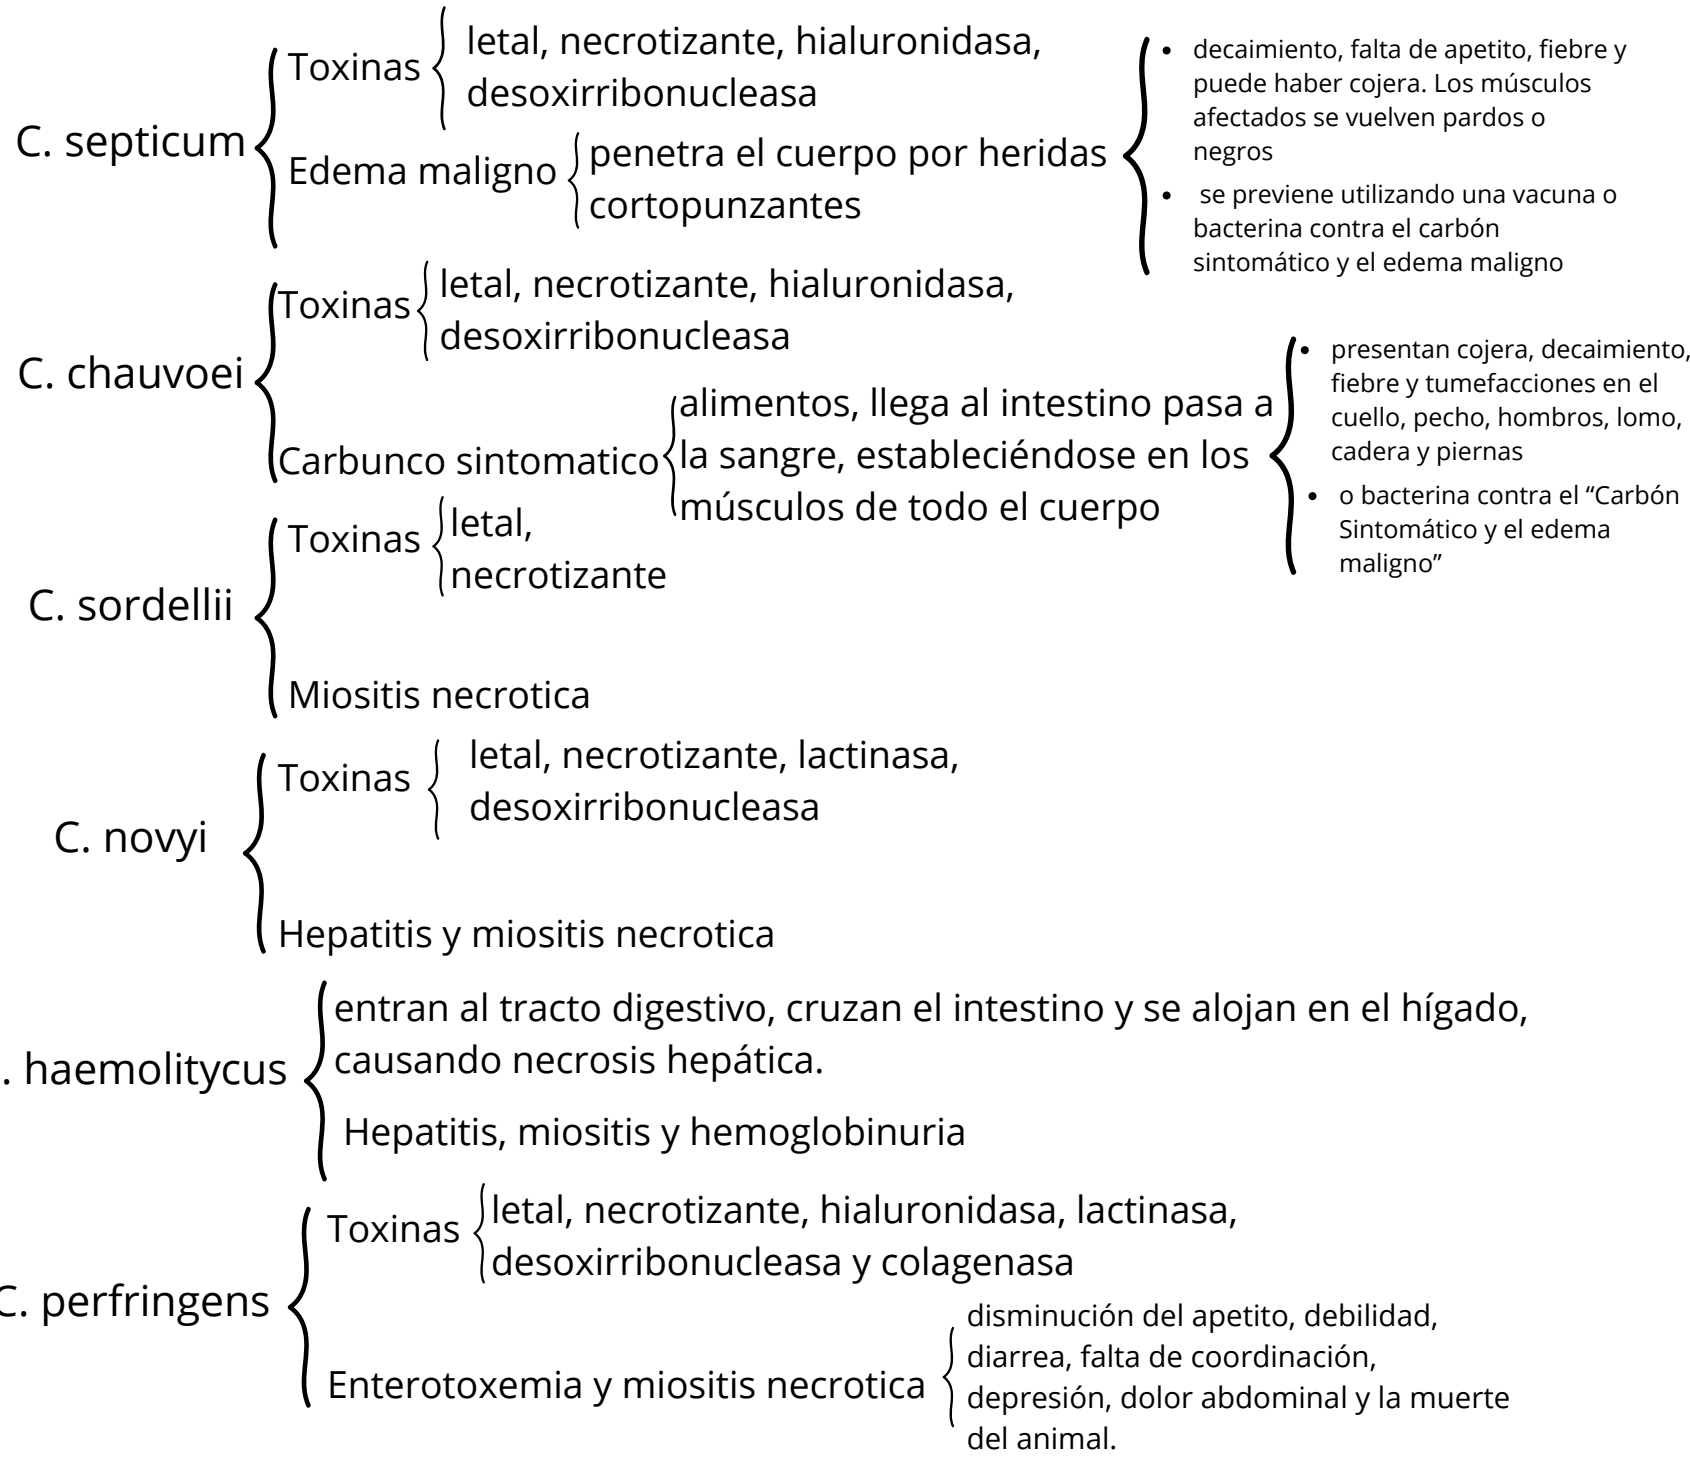 C. septicum
Toxinas
letal, necrotizante, hialuronidasa,
desoxirribonucleasa
Edema maligno
penetra el cuerpo por heridas
cortopunzantes
• decaimiento, falta de apetito, fiebre y
puede haber cojera. Los músculos
afectados se vuelven pardos o
negros
• se previene utilizando una vacuna o
bacterina contra el carbón
sintomático y el edema maligno
C. chauvoei
Toxinas
letal, necrotizante, hialuronidasa,
desoxirribonucleasa
Carbunco sintomatico
alimentos, llega al intestino pasa a
la sangre, estableciéndose en los
músculos de todo el cuerpo
• presentan cojera, decaimiento,
fiebre y tumefacciones en el
cuello, pecho, hombros, lomo,
cadera y piernas
• o bacterina contra el “Carbón
Sintomático y el edema
maligno”
C. sordellii
Toxinas
letal,
necrotizante
Miositis necrotica
C. novyi
Toxinas
letal, necrotizante, lactinasa,
desoxirribonucleasa
Hepatitis y miositis necrotica
. haemolitycus
entran al tracto digestivo, cruzan el intestino y se alojan en el hígado,
causando necrosis hepática.
Hepatitis, miositis y hemoglobinuria
C. perfringens
Toxinas
letal, necrotizante, hialuronidasa, lactinasa,
desoxirribonucleasa y colagenasa
Enterotoxemia y miositis necrotica
disminución del apetito, debilidad,
diarrea, falta de coordinación,
depresión, dolor abdominal y la muerte
del animal.